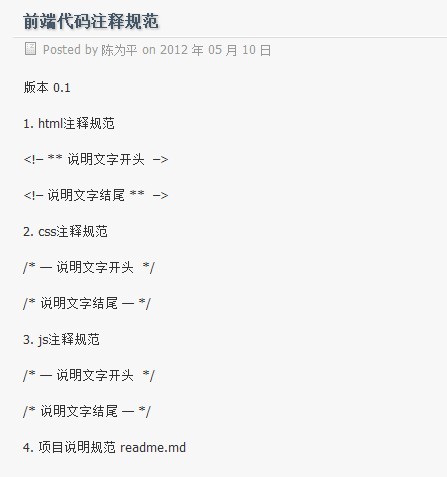 前端代码注释规范
Posted by 陈为平 on 2012 年 05 月 10 日
版本 0.1
1. html注释规范
<!– ** 说明文字开头  –>
<!– 说明文字结尾 **  –>
2. css注释规范
/* — 说明文字开头  */
/* 说明文字结尾 — */
3. js注释规范
/* — 说明文字开头  */
/* 说明文字结尾 — */
4. 项目说明规范 readme.md